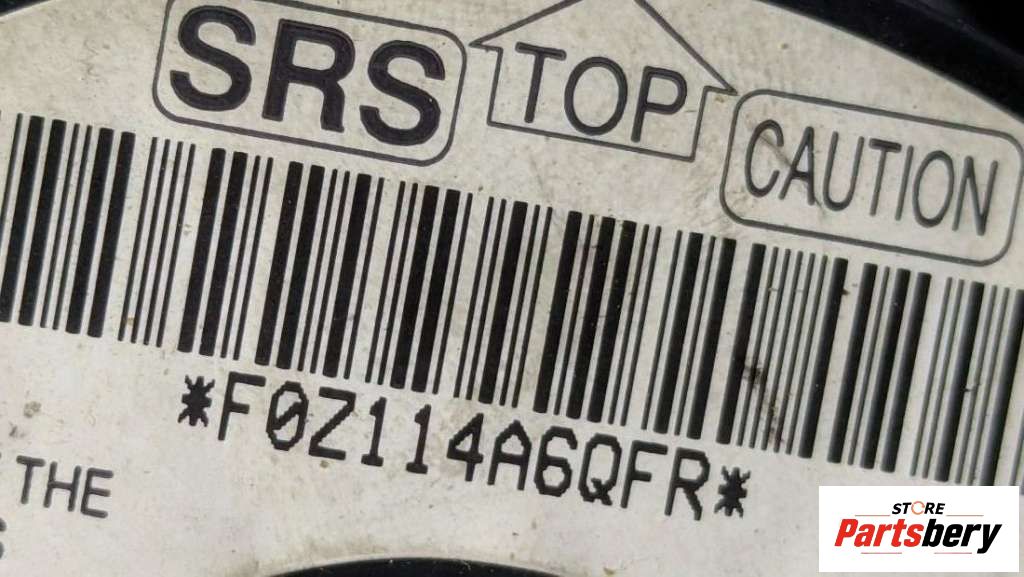 SRS
TOP
CAUTION
*F0Z114A6QFR*
THE
STORE
Partsbery